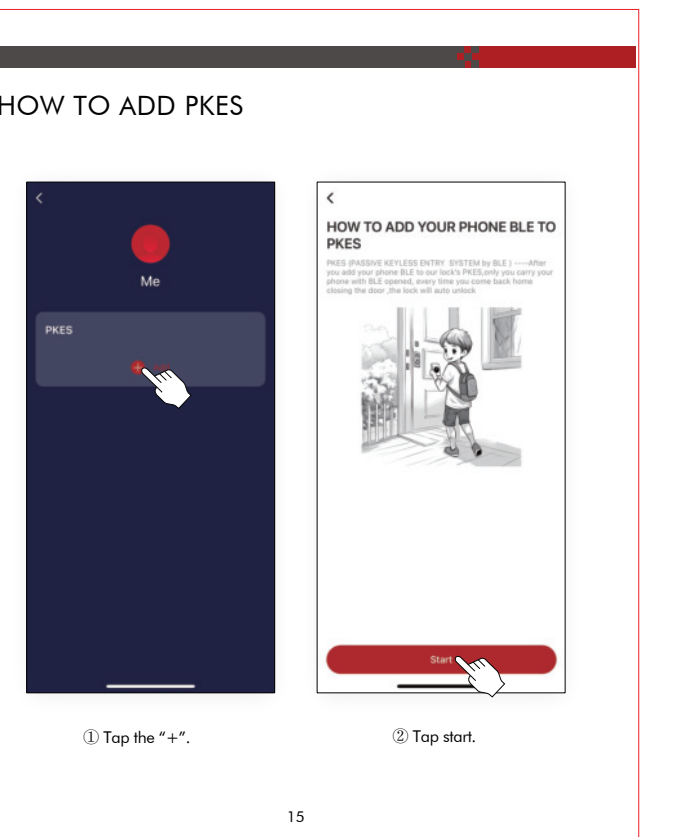 HOW TO ADD PKES
Me
PKES
① Tap the “+”.
HOW TO ADD YOUR PHONE BLE TO
PKES
PKES (PASSIVE KEYLESS ENTRY SYSTEM by BLE ) ----After
you add your phone BLE to our lock's PKES,only you carry your
phone with BLE opened, every time you come back home
closing the door ,the lock will auto unlock
Start
② Tap start.
15